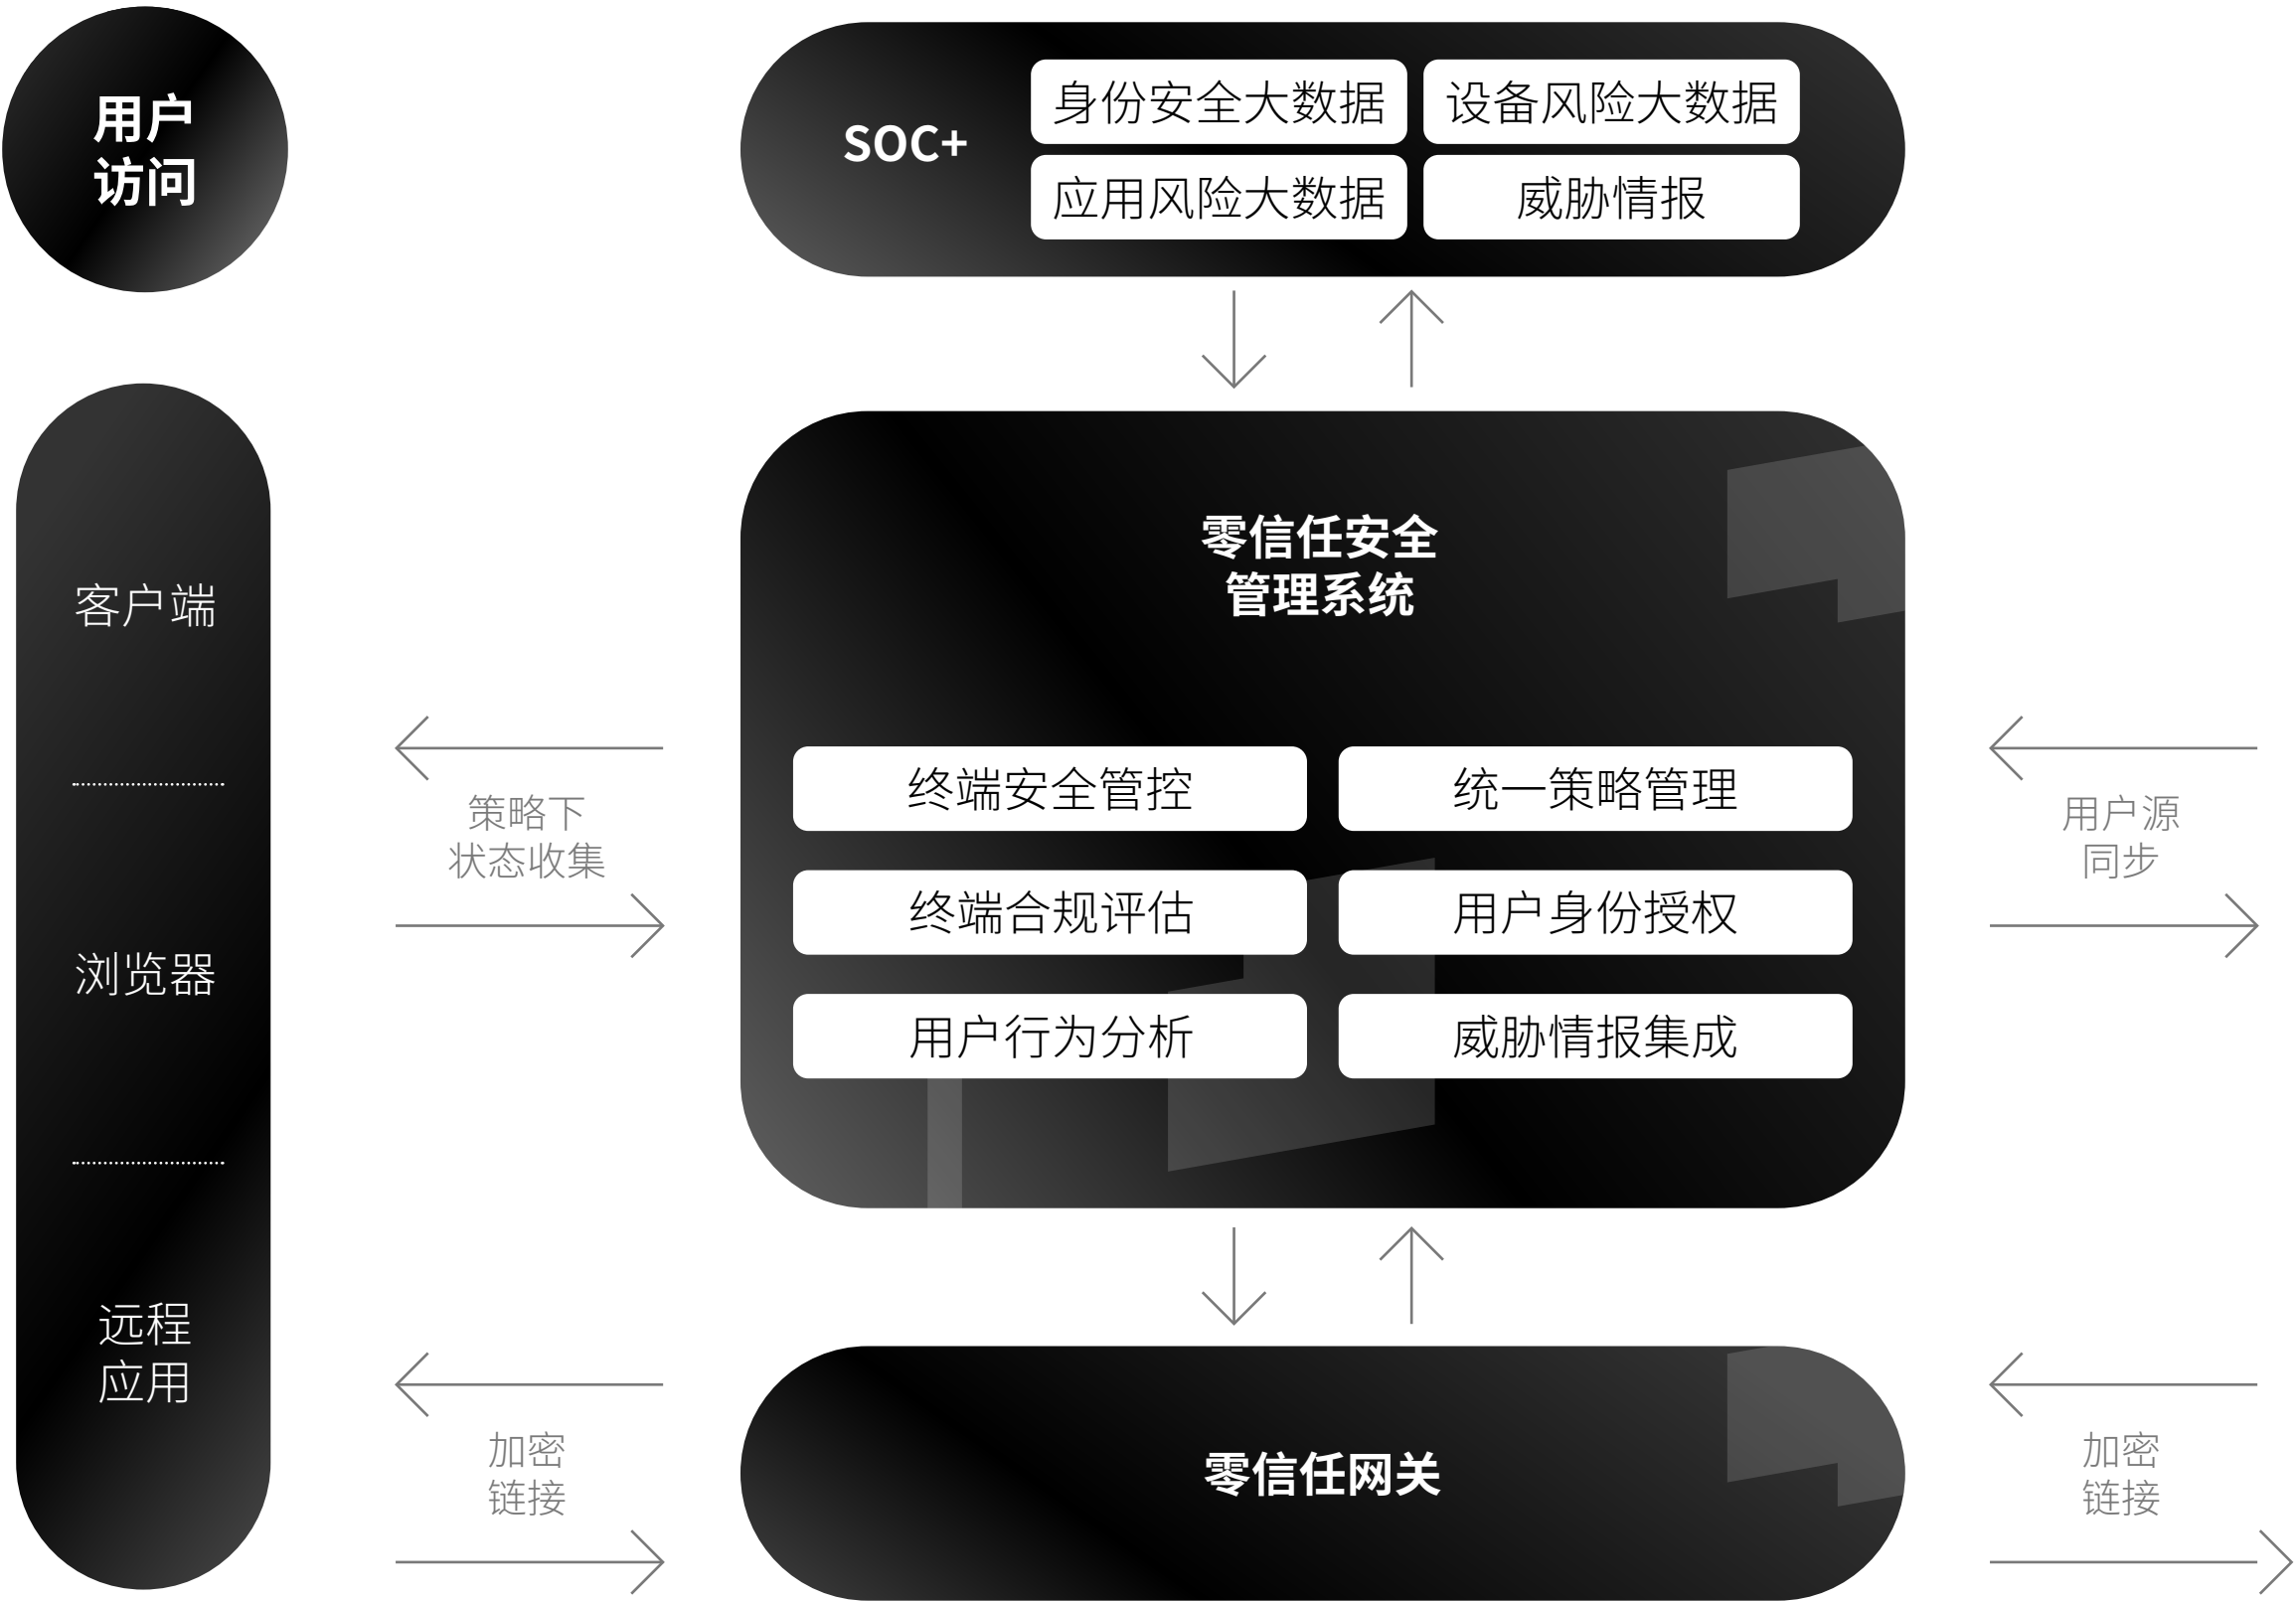 用户
访问
SOC+
身份安全大数据
设备风险大数据
应用风险大数据
威胁情报
客户端
浏览器
远程
应用
策略下
状态收集
加密
链接
零信任安全
管理系统
终端安全管控
统一策略管理
终端合规评估
用户身份授权
用户行为分析
威胁情报集成
零信任网关
用户源
同步
加密
链接